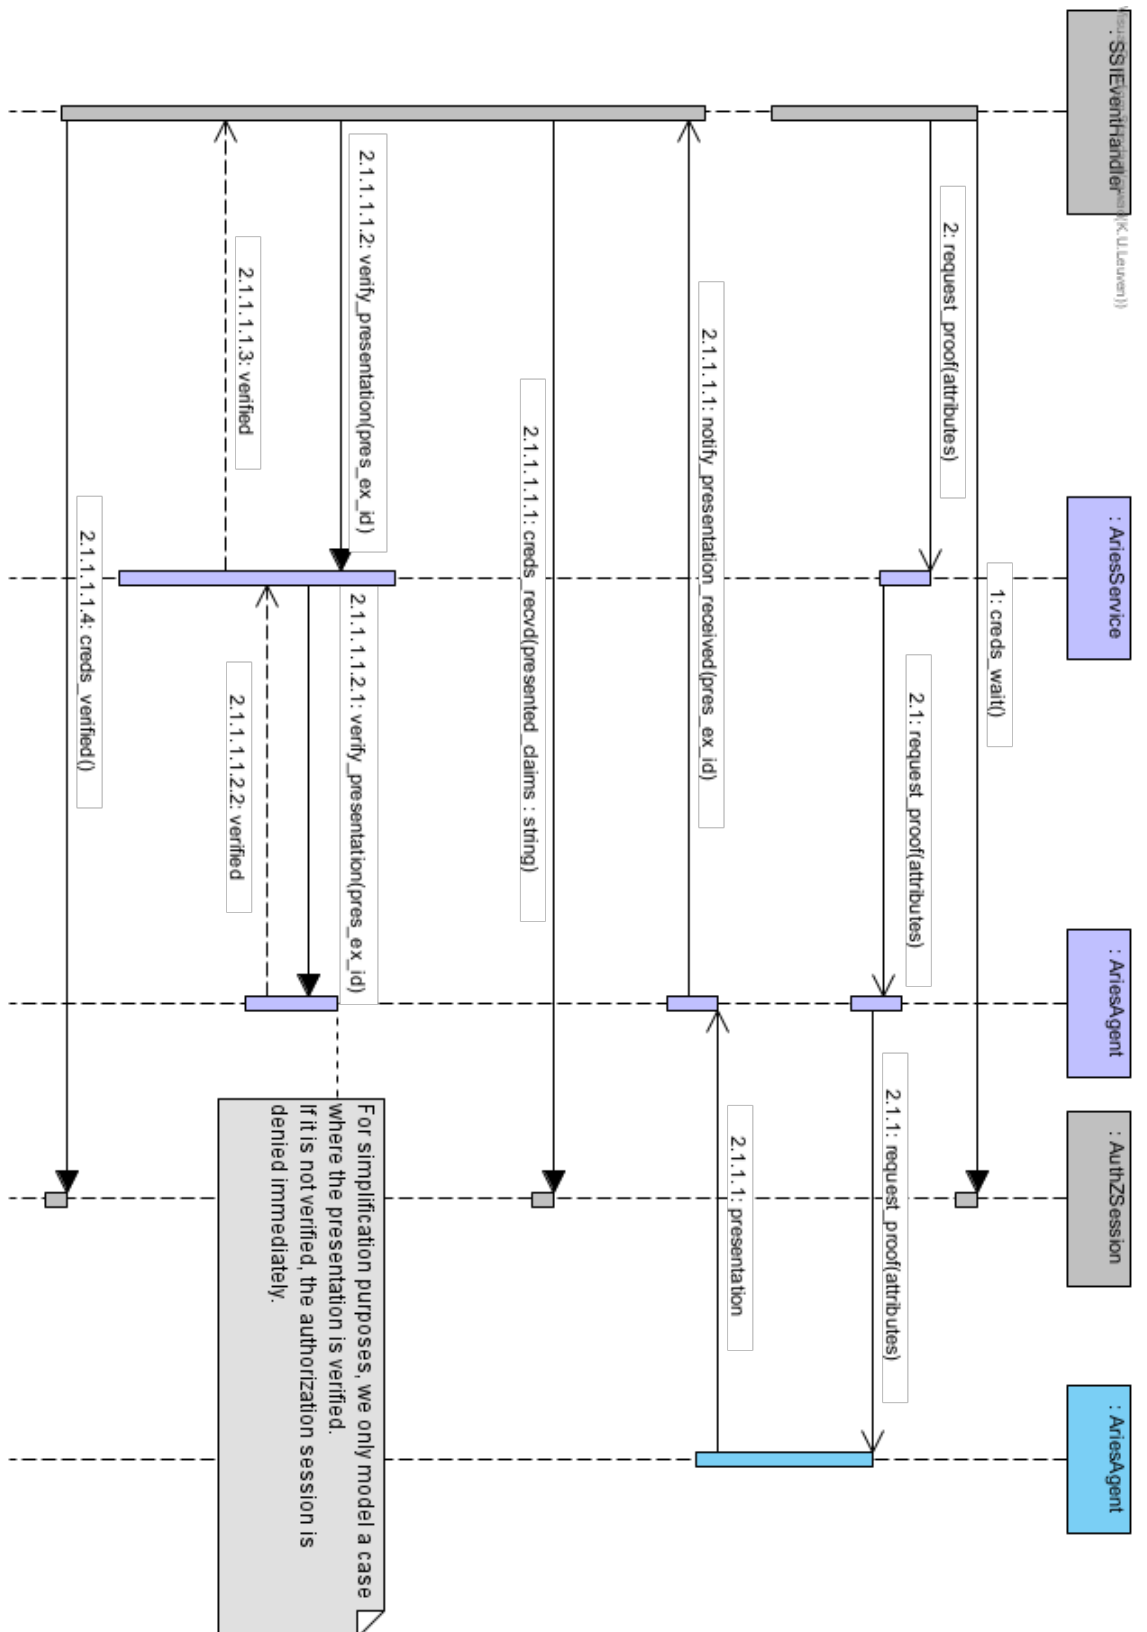 : SSIEventHandler
: AriesService
: AriesAgent
: AuthZSession
: AriesAgent
1: creds_wait()
2: request_proof(attributes)
2.1: request_proof(attributes)
2.1.1: request_proof(attributes)
2.1.1.1: presentation
2.1.1.1.1: notify_presentation_received(pres_ex_id)
2.1.1.1.1.1: creds_recvd(presented_claims : string)
2.1.1.1.1.2: verify_presentation(pres_ex_id)
2.1.1.1.1.2.1: verify_presentation(pres_ex_id)
2.1.1.1.1.2.2: verified
2.1.1.1.1.3: verified
2.1.1.1.1.4: creds_verified()
For simplification purposes, we only model a case
where the presentation is verified.
If it is not verified, the authorization session is
denied immediately.
(K.U.Leuven))